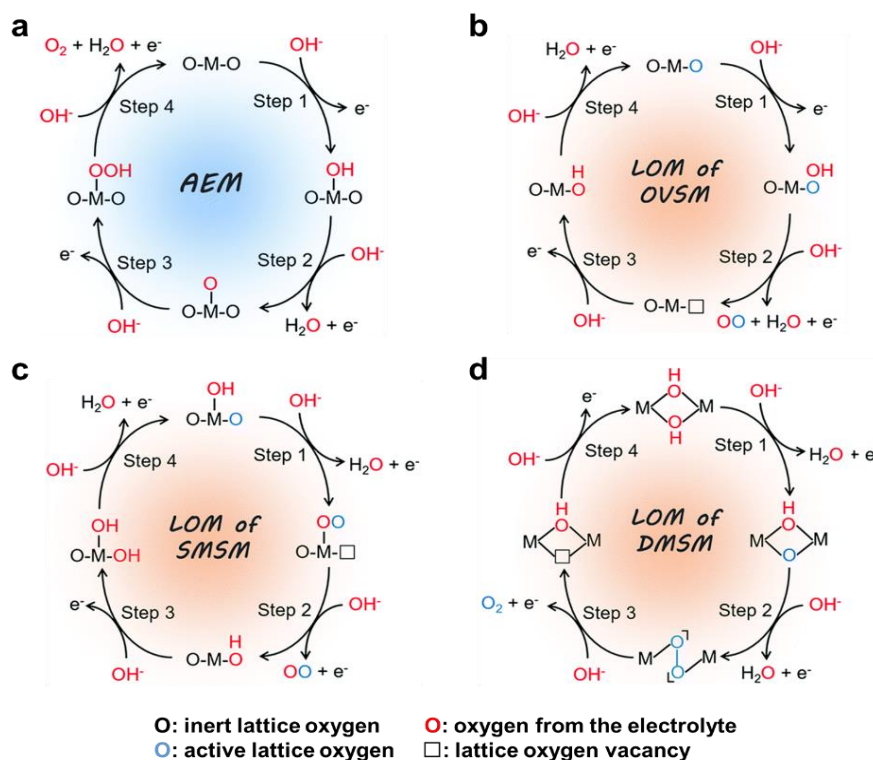 a
O₂ + H₂O + e⁻
O-M-O
OH⁻
Step 1
e⁻
OH
O-M-O
Step 2
OH⁻
H₂O + e⁻
O
O-M-O
OH⁻
Step 3
e⁻
OOH
O-M-O
OH⁻
Step 4
AEM
b
H₂O + e⁻
O-M-O
OH⁻
Step 1
e⁻
OH
O-M-O
Step 2
OH⁻
OO + H₂O + e⁻
O-M-□
OH⁻
Step 3
e⁻
H
O-M-O
OH⁻
Step 4
LOM of
OVSM
c
H₂O + e⁻
OH
O-M-O
OH⁻
Step 1
H₂O + e⁻
OO
O-M-□
Step 2
OH⁻
OO + e⁻
H
O-M-O
OH⁻
Step 3
e⁻
OH
O-M-OH
OH⁻
Step 4
LOM of
SMSM
d
e⁻
H
O
M M
O
H
OH⁻
Step 1
H₂O + e
H
O
M M
O
Step 2
OH⁻
H₂O + e⁻
M O
O M
OH⁻
Step 3
O₂ + e⁻
H
O
M M
□
OH⁻
Step 4
LOM of
DMSM
O: inert lattice oxygen O: oxygen from the electrolyte
O: active lattice oxygen □: lattice oxygen vacancy